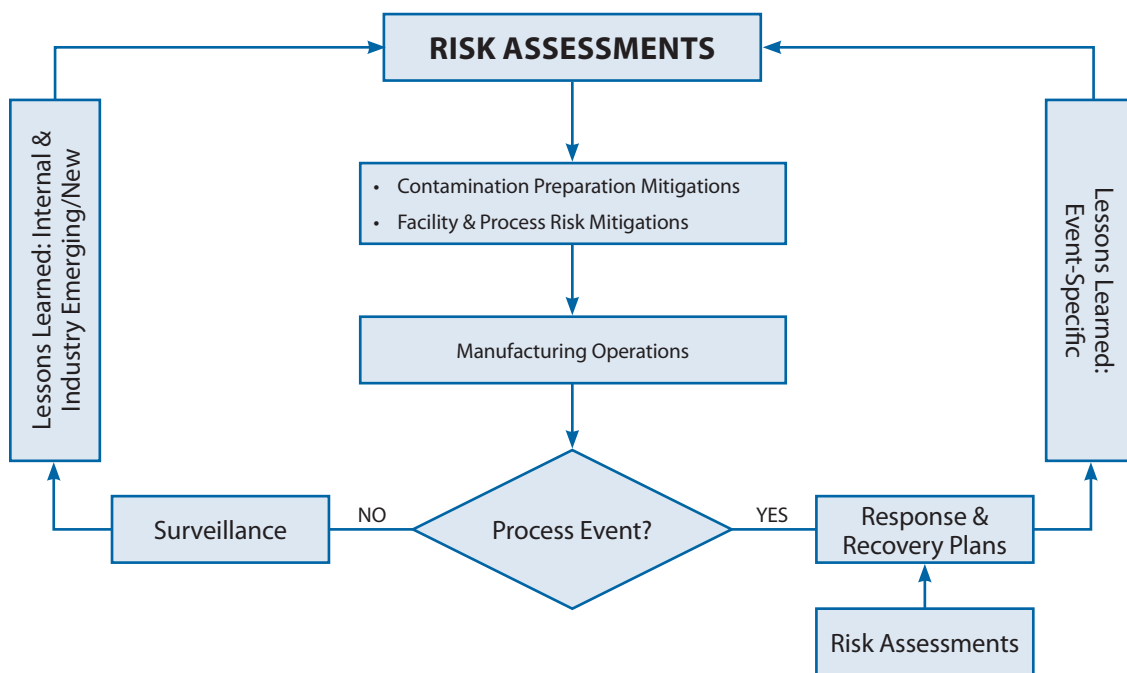 RISK ASSESSMENTS
• Contamination Preparation Mitigations
• Facility & Process Risk Mitigations
Manufacturing Operations
Process Event?
NO
Surveillance
Lessons Learned: Internal &
Industry Emerging/New
YES
Response &
Recovery Plans
Risk Assessments
Lessons Learned:
Event-Specific